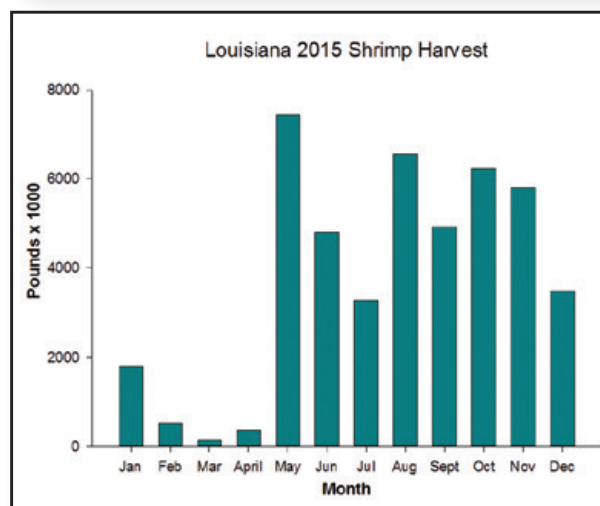 Louisiana 2015 Shrimp Harvest
8000
6000
4000
2000
0
Pounds x 1000
Jan Feb Mar April May Jun Jul Aug Sept Oct Nov Dec
Month